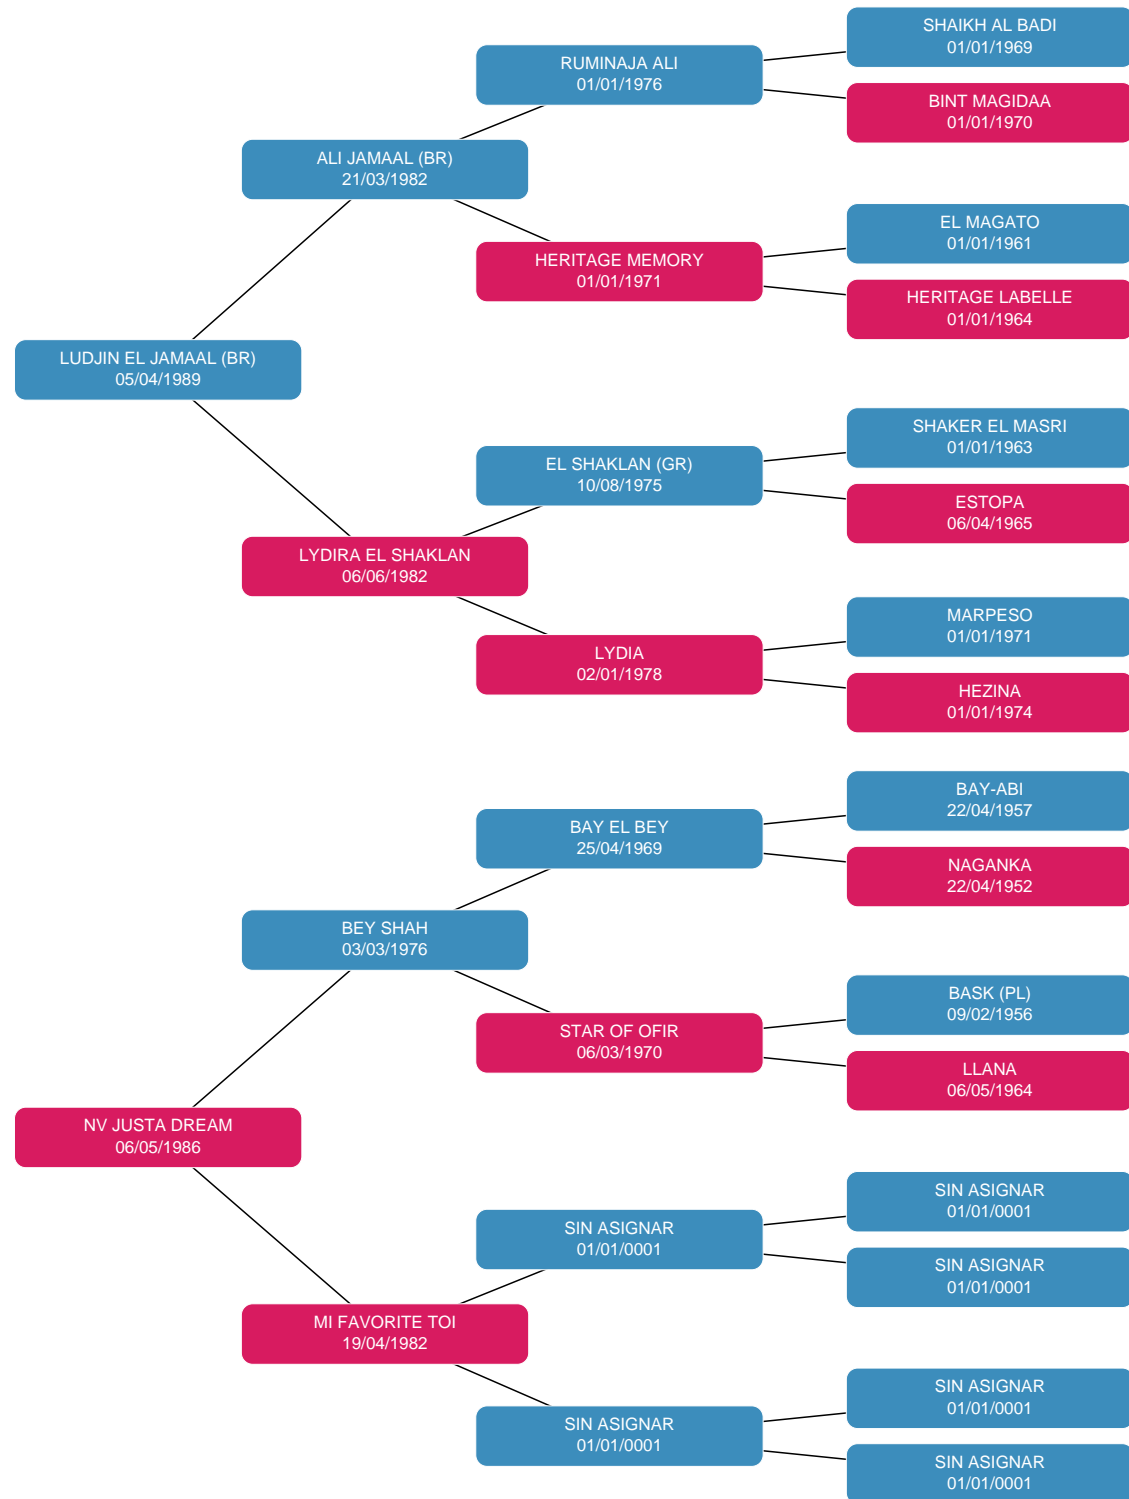 SHAIKH AL BADI
01/01/1969
RUMINAJA ALI
01/01/1976
BINT MAGIDAA
01/01/1970
ALI JAMAAL (BR)
21/03/1982
EL MAGATO
01/01/1961
HERITAGE MEMORY
01/01/1971
HERITAGE LABELLE
01/01/1964
LUDJIN EL JAMAAL (BR)
05/04/1989
SHAKER EL MASRI
01/01/1963
EL SHAKLAN (GR)
10/08/1975
ESTOPA
06/04/1965
LYDIRA EL SHAKLAN
06/06/1982
MARPESO
01/01/1971
LYDIA
02/01/1978
HEZINA
01/01/1974
BAY-ABI
22/04/1957
BAY EL BEY
25/04/1969
NAGANKA
22/04/1952
BEY SHAH
03/03/1976
BASK (PL)
09/02/1956
STAR OF OFIR
06/03/1970
LLANA
06/05/1964
NV JUSTA DREAM
06/05/1986
SIN ASIGNAR
01/01/0001
SIN ASIGNAR
01/01/0001
SIN ASIGNAR
01/01/0001
MI FAVORITE TOI
19/04/1982
SIN ASIGNAR
01/01/0001
SIN ASIGNAR
01/01/0001
SIN ASIGNAR
01/01/0001